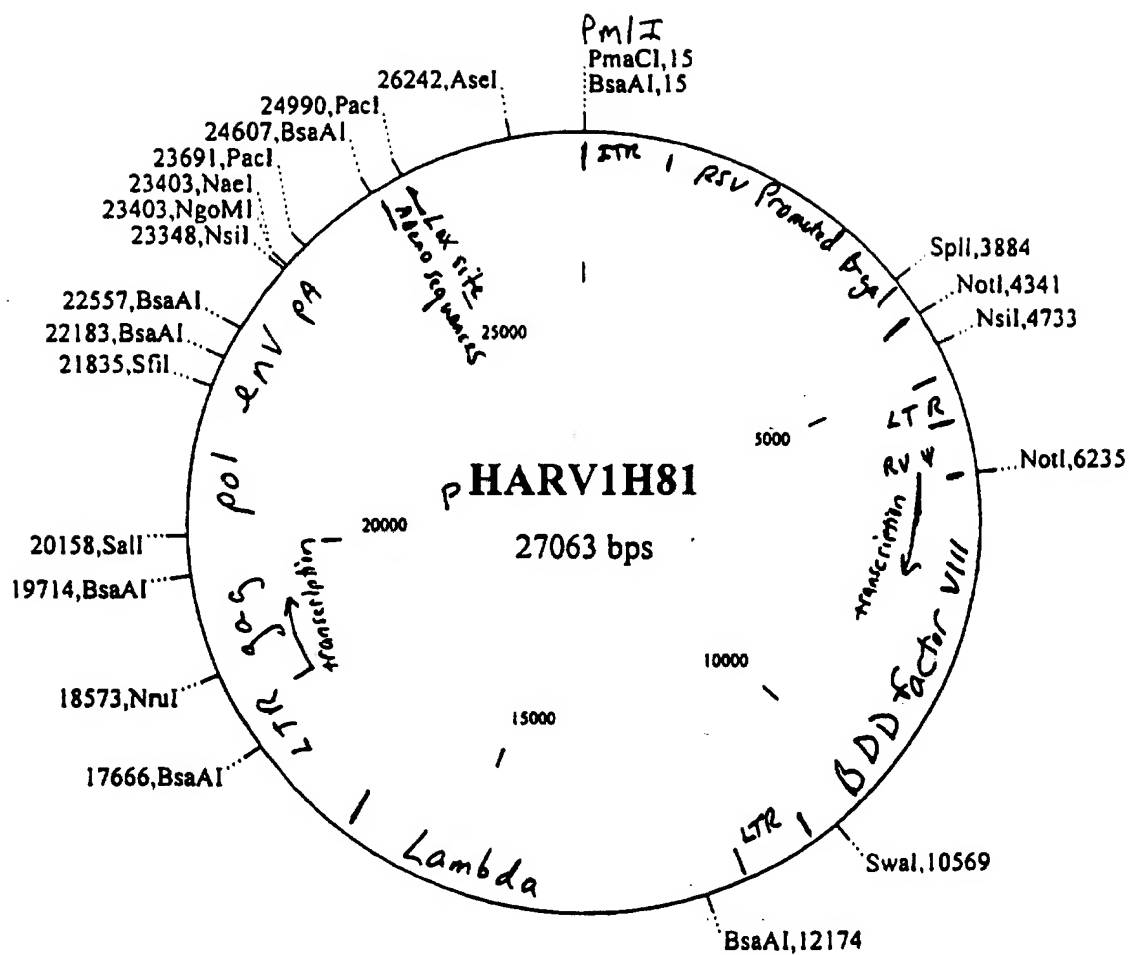 PmlI
PmaCI,15
BsaAI,15
26242,AseI
24990,PacI
24607,BsaAI
23691,PacI
23403,NaeI
23403,NgoMI
23348,NsiI
22557,BsaAI
22183,BsaAI
21835,SfiI
20158,SalI
19714,BsaAI
18573,NruI
17666,BsaAI
SplI,3884
NotI,4341
NsiI,4733
NotI,6235
SwaI,10569
BsaAI,12174
ITR
RSV Promoted βgal
LTR
RV Ψ
transcription
BDD factor VIII
LTR
Lambda
LTR
gag
transcription
pol
env
pA
Lox site
Adeno sequences
25000
5000
10000
15000
20000
pHARV1H81
27063 bps